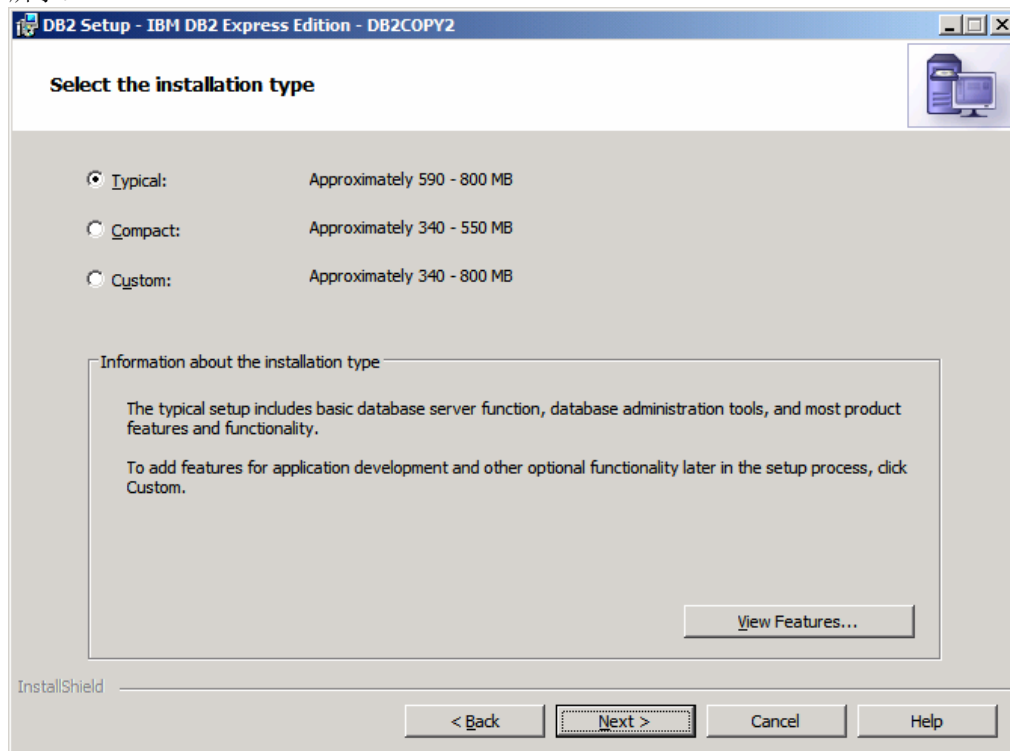 DB2 Setup - IBM DB2 Express Edition - DB2COPY2
Select the installation type
Typical: Approximately 590 - 800 MB
Compact: Approximately 340 - 550 MB
Custom: Approximately 340 - 800 MB
Information about the installation type
The typical setup includes basic database server function, database administration tools, and most product
features and functionality.
To add features for application development and other optional functionality later in the setup process, click
Custom.
View Features...
InstallShield
< Back Next > Cancel Help